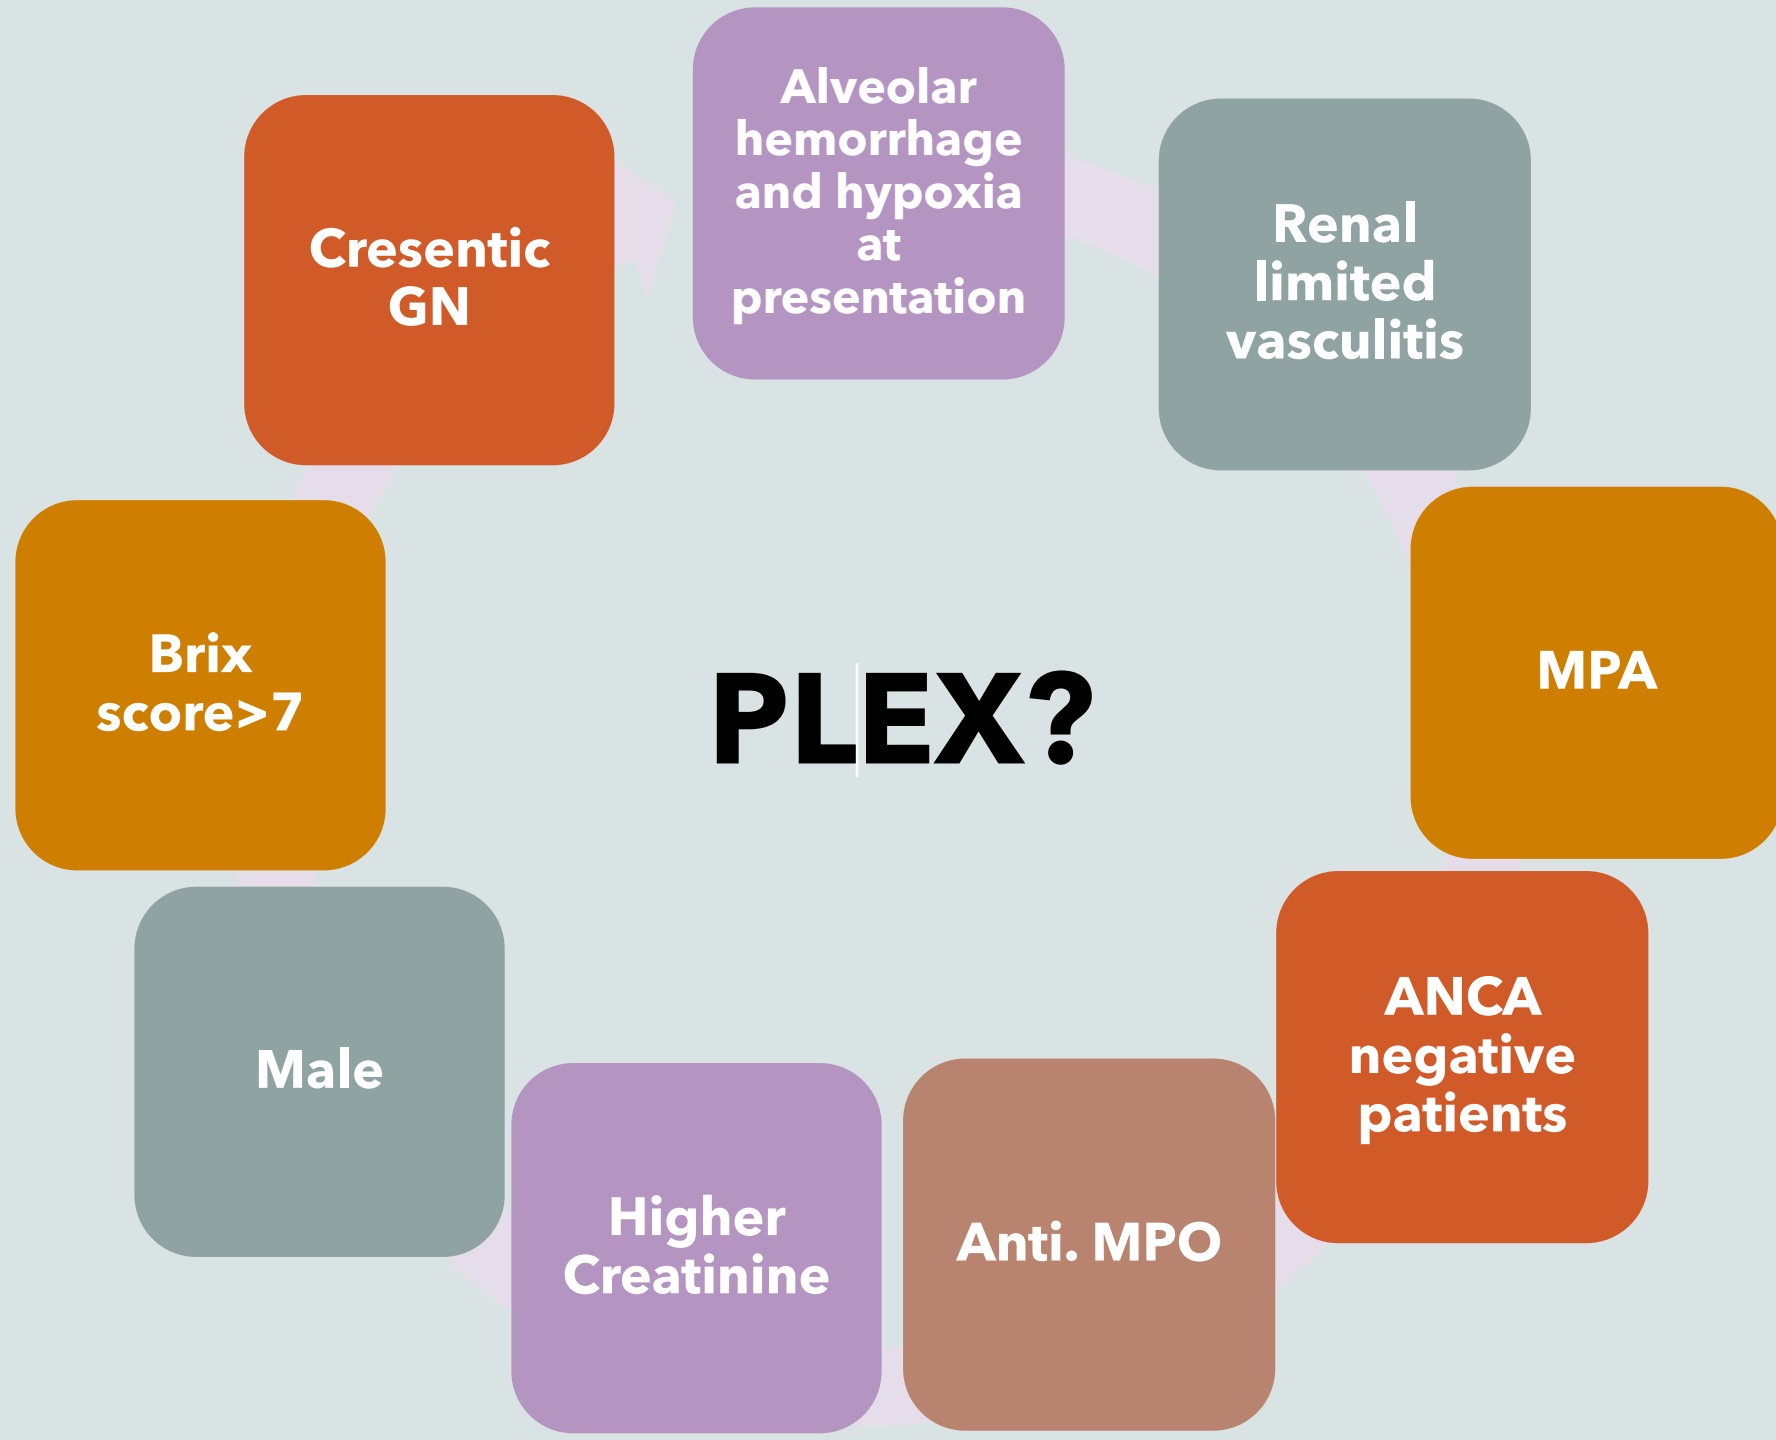 Alveolar
hemorrhage
and hypoxia
at
presentation
Renal
limited
vasculitis
MPA
ANCA
negative
patients
Anti. MPO
Higher
Creatinine
Male
Brix
score>7
Cresentic
GN
PLEX?